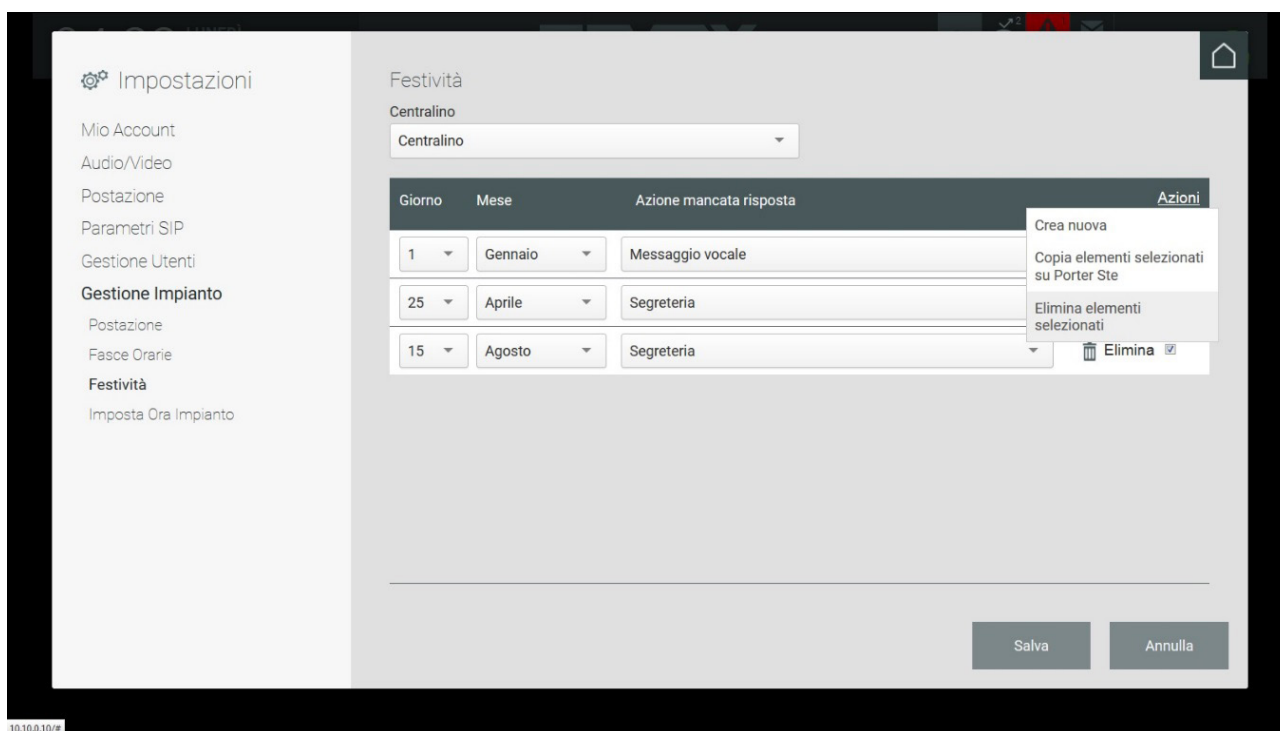 2
Impostazioni
Mio Account
Audio/Video
Postazione
Parametri SIP
Gestione Utenti
Gestione Impianto
Postazione
Fasce Orarie
Festività
Imposta Ora Impianto
Festività
Centralino
Centralino
Giorno Mese Azione mancata risposta Azioni
Crea nuova
Copia elementi selezionati
su Porter Ste
Elimina elementi
selezionati
1 Gennaio Messaggio vocale
25 Aprile Segreteria
15 Agosto Segreteria Elimina
Salva Annulla
10.10.0.10/#